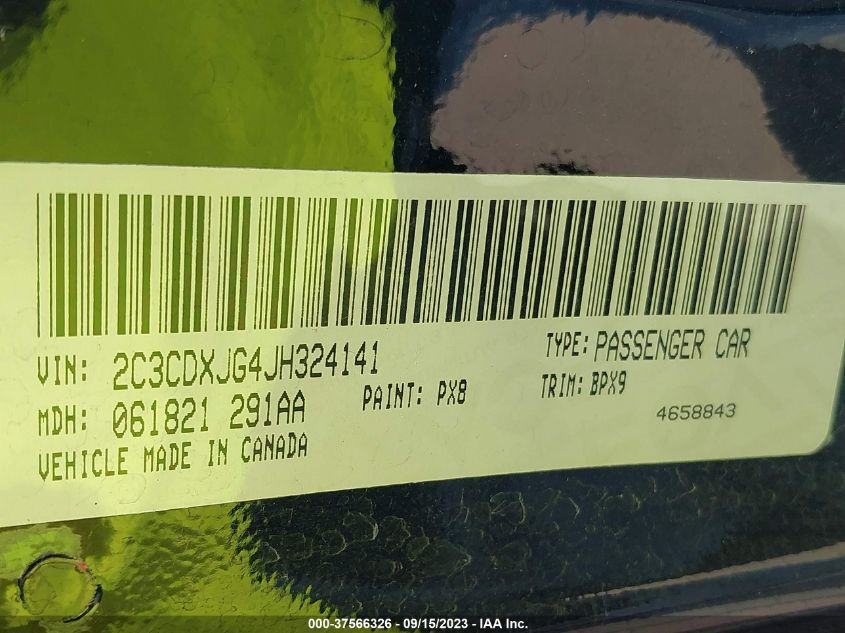 VIN: 2C3CDXJG4JH324141 TYPE: PASSENGER CAR
MDH: 061821 291AA PAINT: PX8 TRIM: BPX9
VEHICLE MADE IN CANADA 4658843
000-37566326 - 09/15/2023 - IAA Inc.